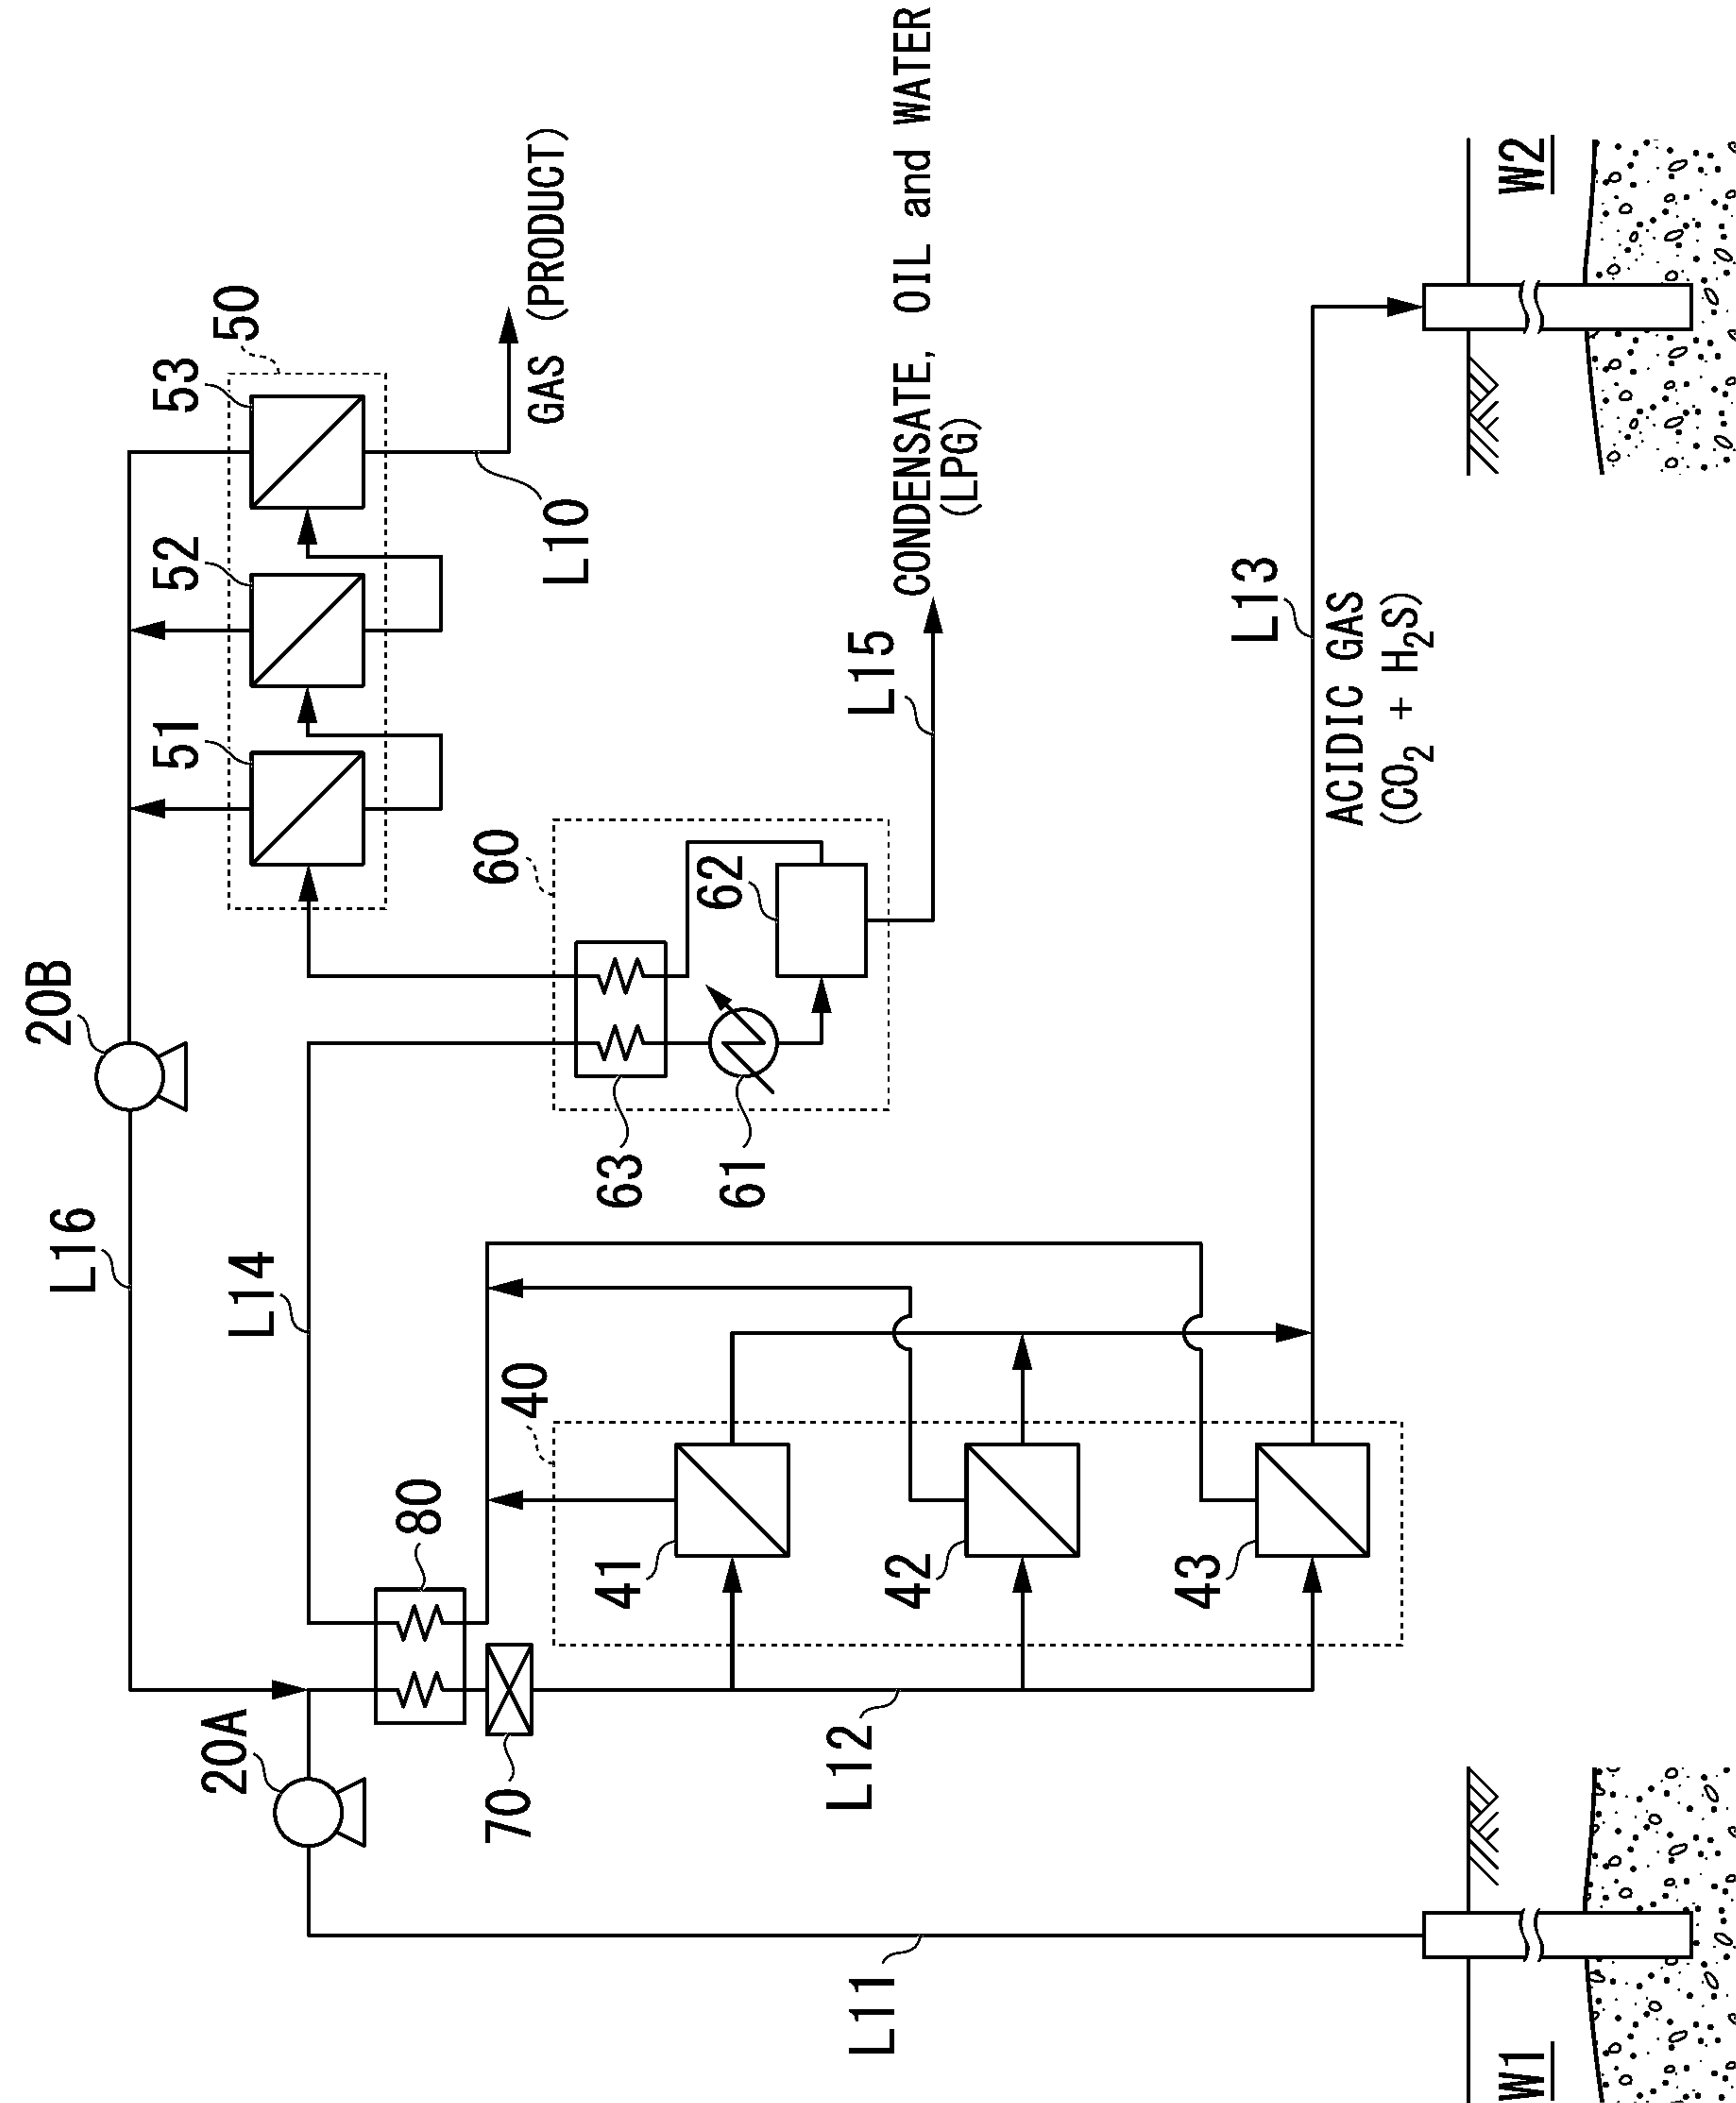 20B
L16
53
50
52
51
L14
20A
80
GAS (PRODUCT)
L10
60
63
62
61
40
70
CONDENSATE, OIL and WATER
(LPG)
L15
41
42
43
L12
L11
L13
ACIDIC GAS
(CO₂ + H₂S)
W1
W2